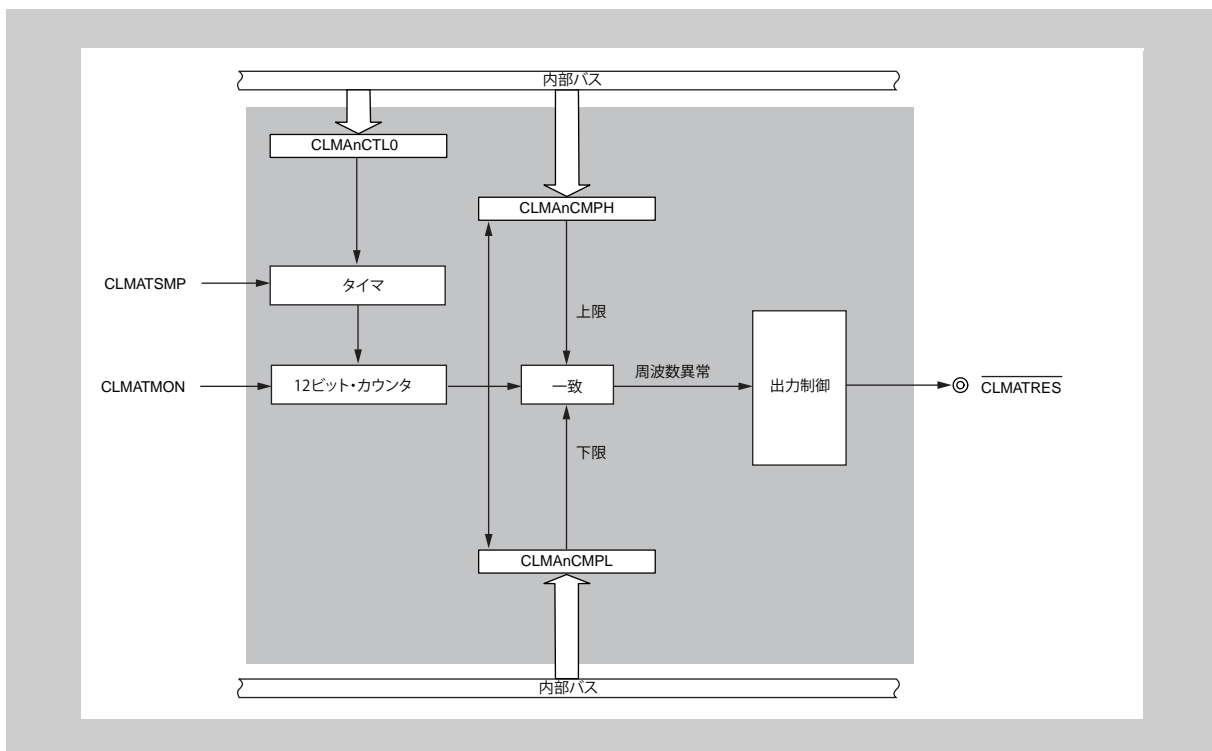 内部バス
CLMAnCTL0
CLMAnCMPH
CLMATSMP
タイマ
上限
CLMATMON
12ビット・カウンタ
一致
周波数異常
出力制御
CLMATRES
下限
CLMAnCMPL
内部バス